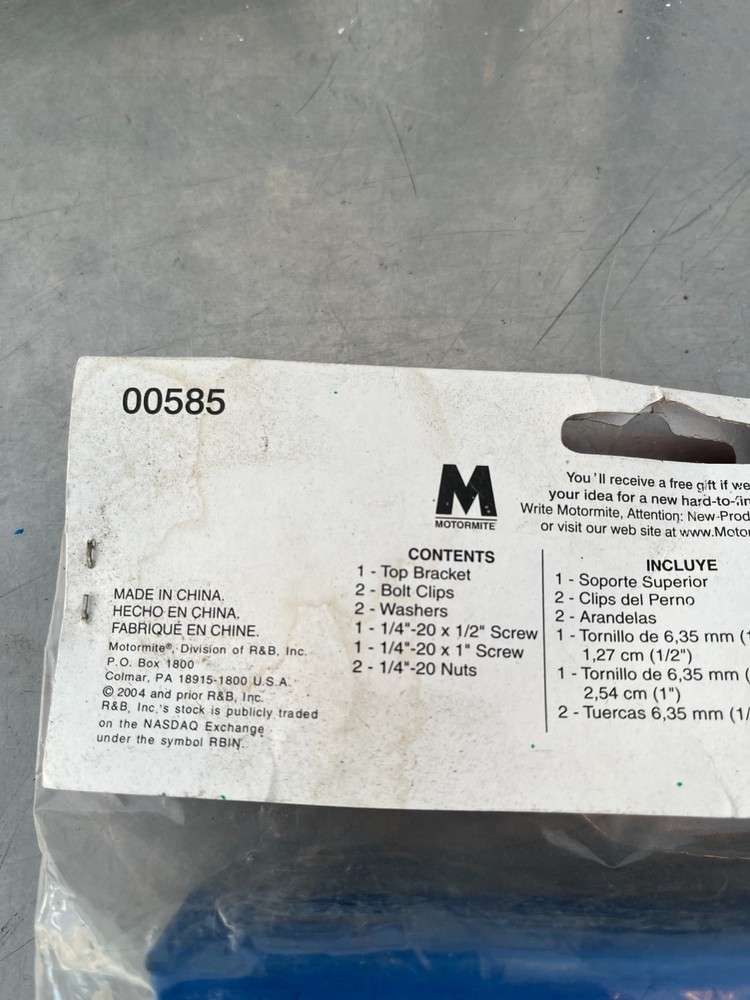 00585
M
MOTORMITE
You'll receive a free gift if we
your idea for a new hard-to-fin
Write Motormite, Attention: New Prod
or visit our web site at www.Motor
CONTENTS
1 - Top Bracket
2 - Bolt Clips
2 - Washers
1 - 1/4"-20 x 1/2" Screw
1 - 1/4"-20 x 1" Screw
2 - 1/4"-20 Nuts
INCLUYE
1 - Soporte Superior
2 - Clips del Perno
2 - Arandelas
1 - Tornillo de 6,35 mm (1
1,27 cm (1/2")
1 - Tornillo de 6,35 mm (
2,54 cm (1")
2 - Tuercas 6,35 mm (1/
MADE IN CHINA.
HECHO EN CHINA.
FABRIQUÉ EN CHINE.
Motormite®, Division of R&B, Inc.
P.O. Box 1800
Colmar, PA 18915-1800 U.S.A.
© 2004 and prior R&B, Inc.
R&B, Inc.'s stock is publicly traded
on the NASDAQ Exchange
under the symbol RBIN.